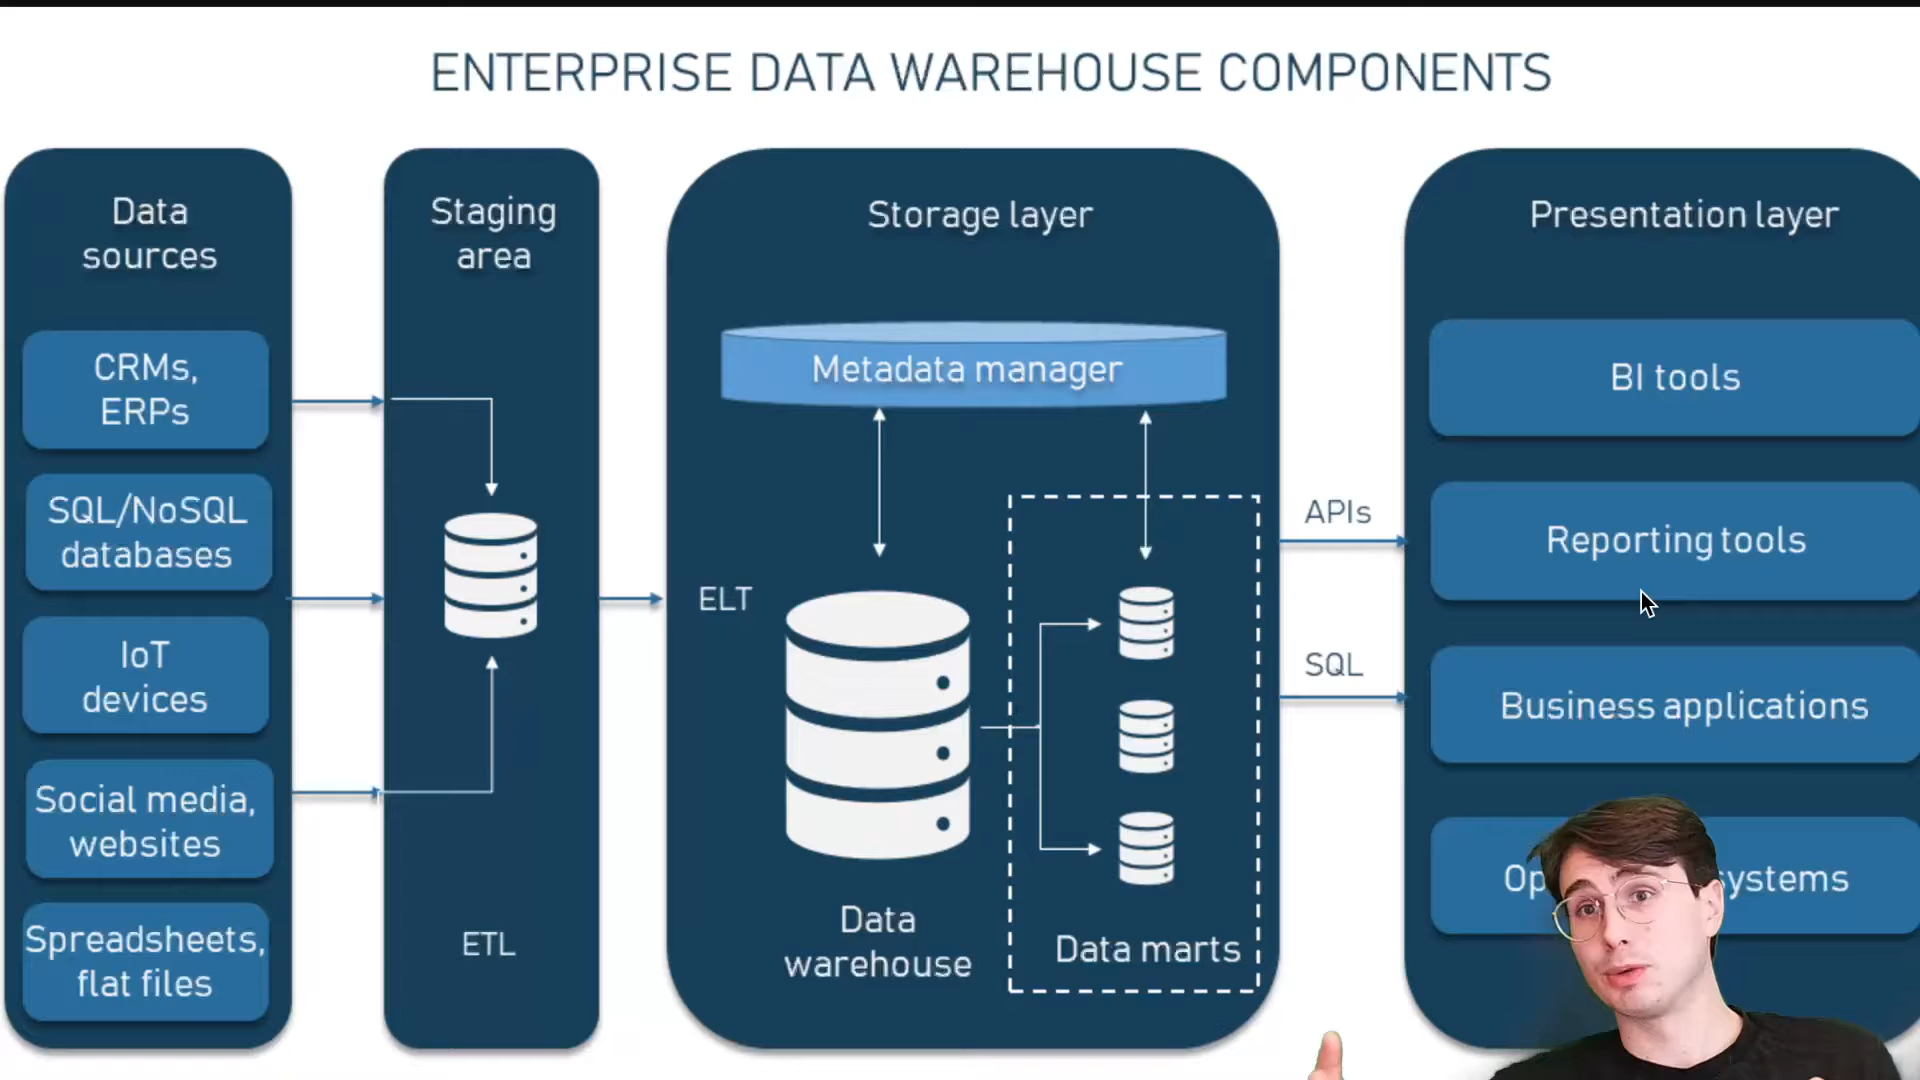 ENTERPRISE DATA WAREHOUSE COMPONENTS
Data
sources
CRMs,
ERPs
SQL/NoSQL
databases
IoT
devices
Social media,
websites
Spreadsheets,
flat files
Staging
area
ETL
Storage layer
Metadata manager
ELT
Data
warehouse
Data marts
APIs
SQL
Presentation layer
BI tools
Reporting tools
Business applications